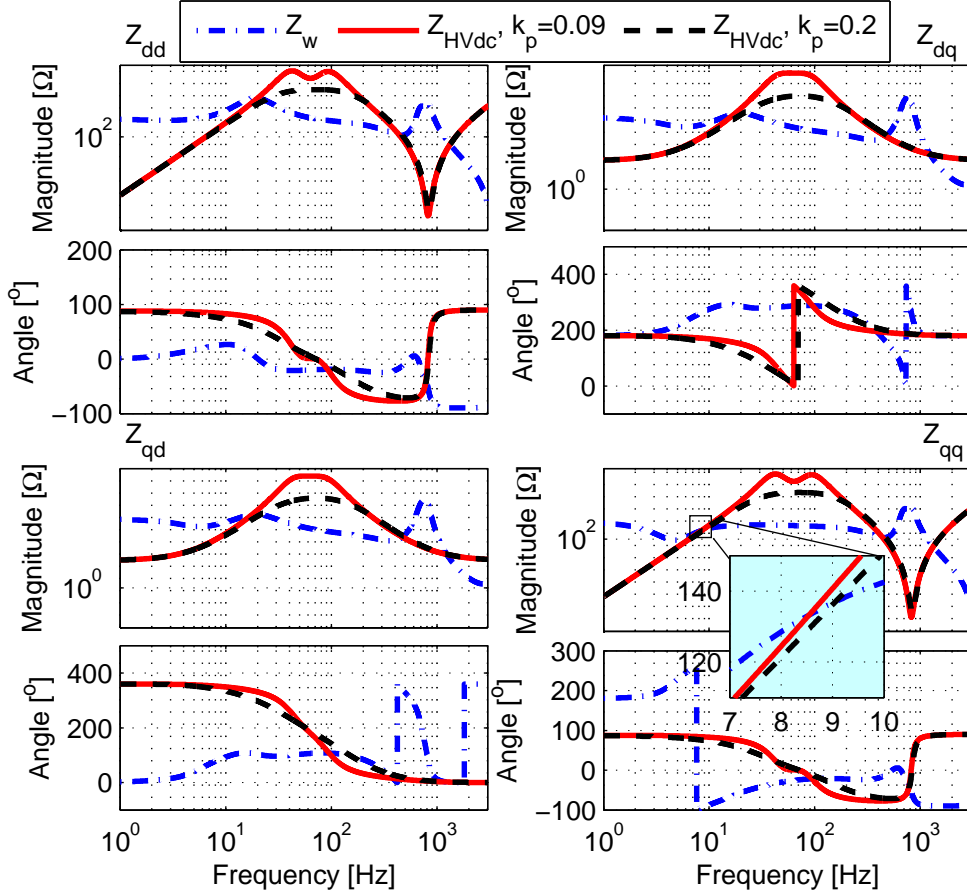 Z_w   Z_HVdc, k_p=0.09   Z_HVdc, k_p=0.2
Z_dd
Z_dq
Magnitude [Ω]
10^2
Magnitude [Ω]
10^0
Angle [°]
200
100
0
−100
Angle [°]
400
200
0
Z_qd
Z_qq
Magnitude [Ω]
10^0
Magnitude [Ω]
10^2
140
120
7 8 9 10
Angle [°]
400
200
0
Angle [°]
300
200
100
0
−100
10^0 10^1 10^2 10^3
Frequency [Hz]
10^0 10^1 10^2 10^3
Frequency [Hz]